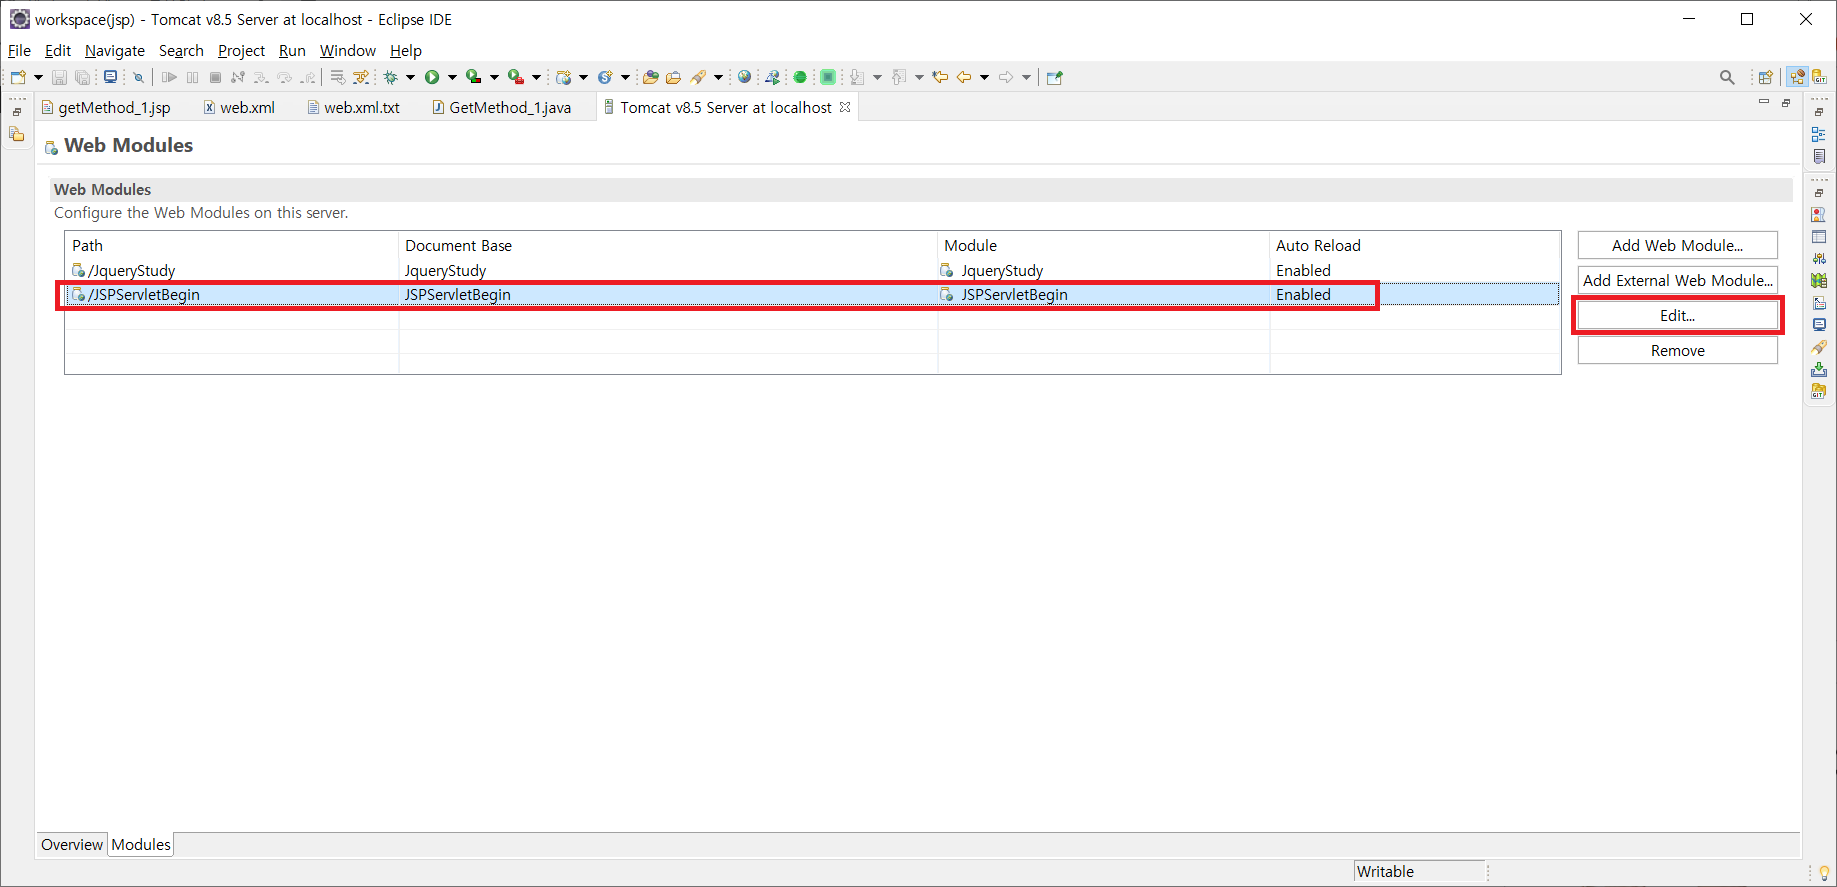 workspace(jsp) - Tomcat v8.5 Server at localhost - Eclipse IDE
File Edit Navigate Search Project Run Window Help
getMethod_1.jsp web.xml web.xml.txt GetMethod_1.java Tomcat v8.5 Server at localhost
Web Modules
Web Modules
Configure the Web Modules on this server.
Path Document Base Module Auto Reload
/JqueryStudy JqueryStudy JqueryStudy Enabled
/JSPServletBegin JSPServletBegin JSPServletBegin Enabled
Add Web Module...
Add External Web Module...
Edit...
Remove
Overview Modules
Writable